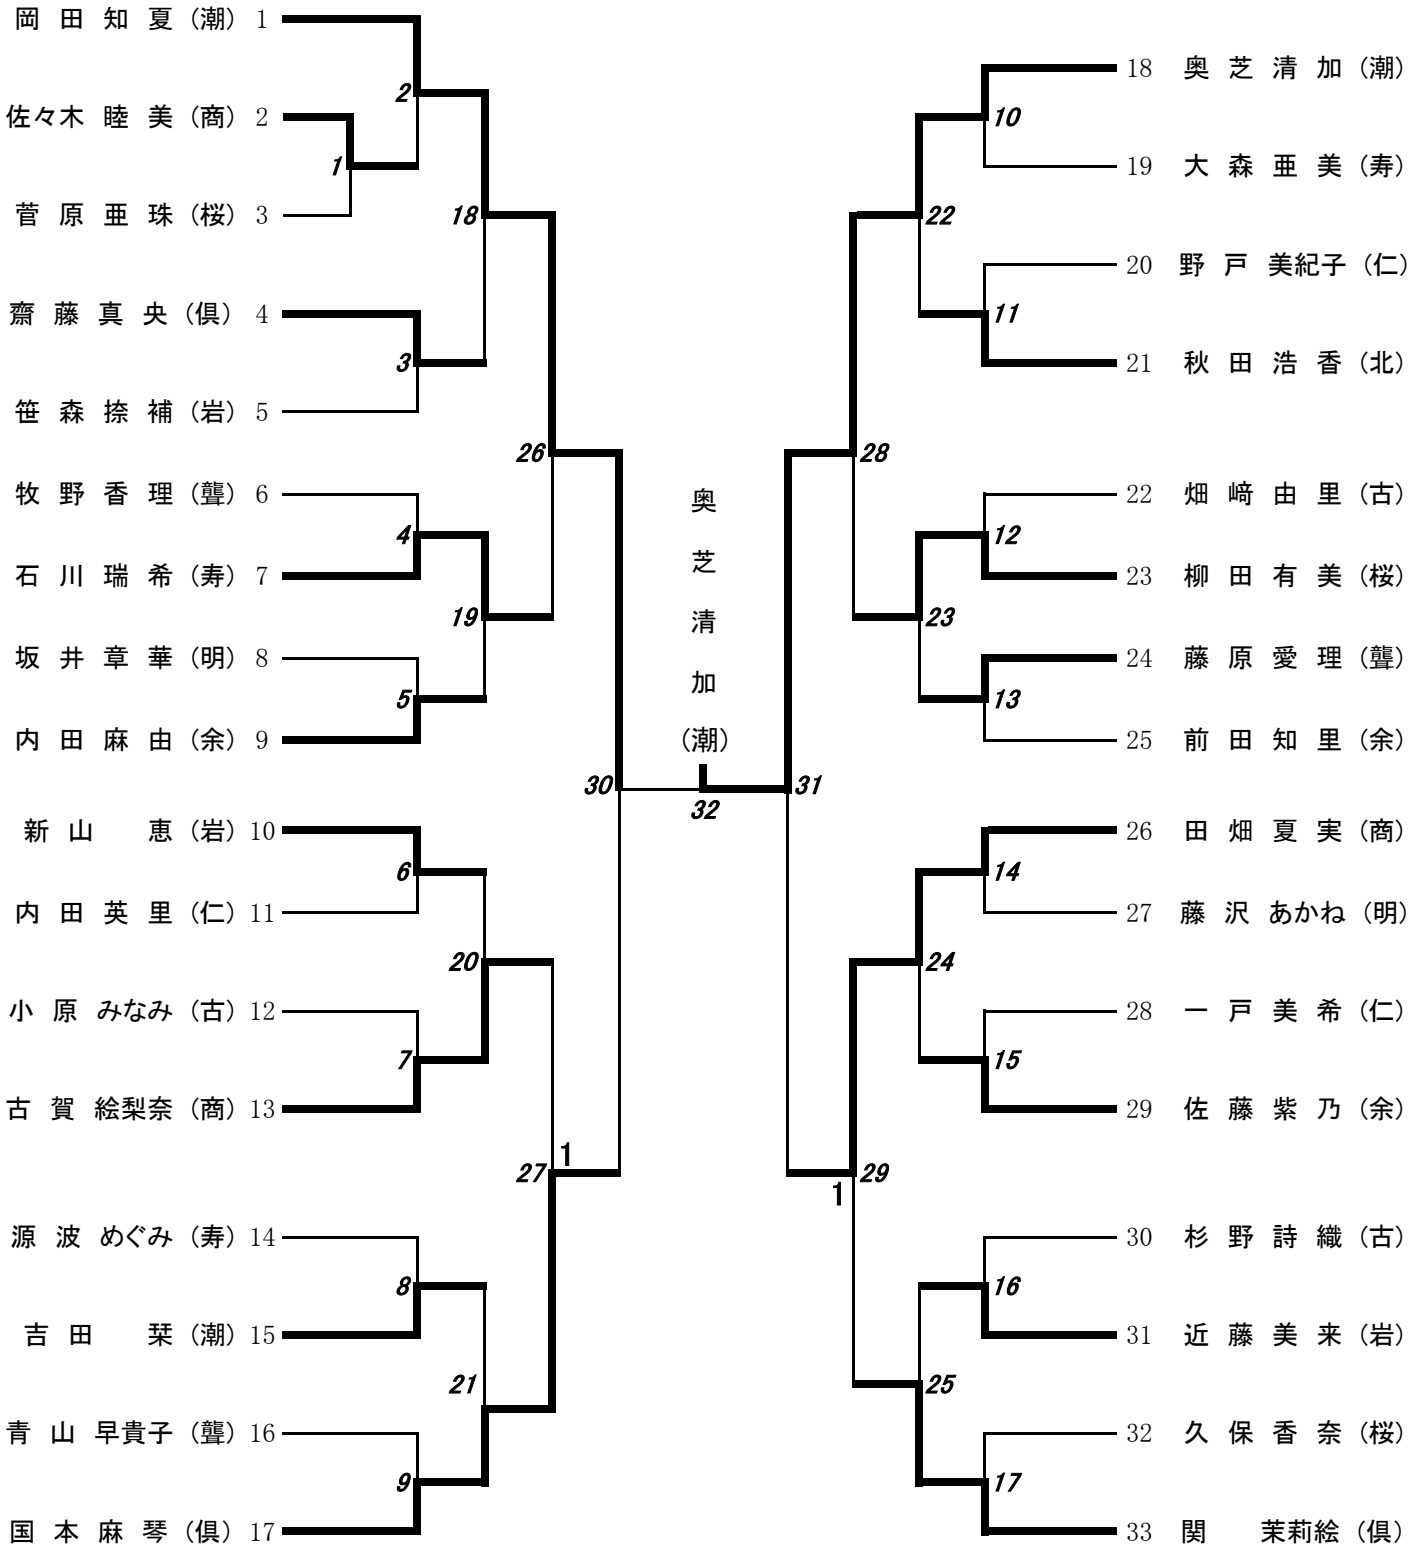 岡田知夏（潮） 1
佐々木睦美（商） 2
菅原亜珠（桜） 3
齋藤真央（倶） 4
笹森捺補（岩） 5
牧野香理（聾） 6
石川瑞希（寿） 7
坂井章華（明） 8
内田麻由（余） 9
新山　恵（岩） 10
内田英里（仁） 11
小原みなみ（古） 12
古賀絵梨奈（商） 13
源波めぐみ（寿） 14
吉田　栞（潮） 15
青山早貴子（聾） 16
国本麻琴（倶） 17
1
2
3
4
5
6
7
8
9
18
19
20
21
26
27
1
30
奥芝清加（潮）
32
31
28
29
1
22
23
24
25
10
11
12
13
14
15
16
17
18 奥芝清加（潮）
19 大森亜美（寿）
20 野戸美紀子（仁）
21 秋田浩香（北）
22 畑﨑由里（古）
23 柳田有美（桜）
24 藤原愛理（聾）
25 前田知里（余）
26 田畑夏実（商）
27 藤沢あかね（明）
28 一戸美希（仁）
29 佐藤紫乃（余）
30 杉野詩織（古）
31 近藤美来（岩）
32 久保香奈（桜）
33 関　茉莉絵（倶）